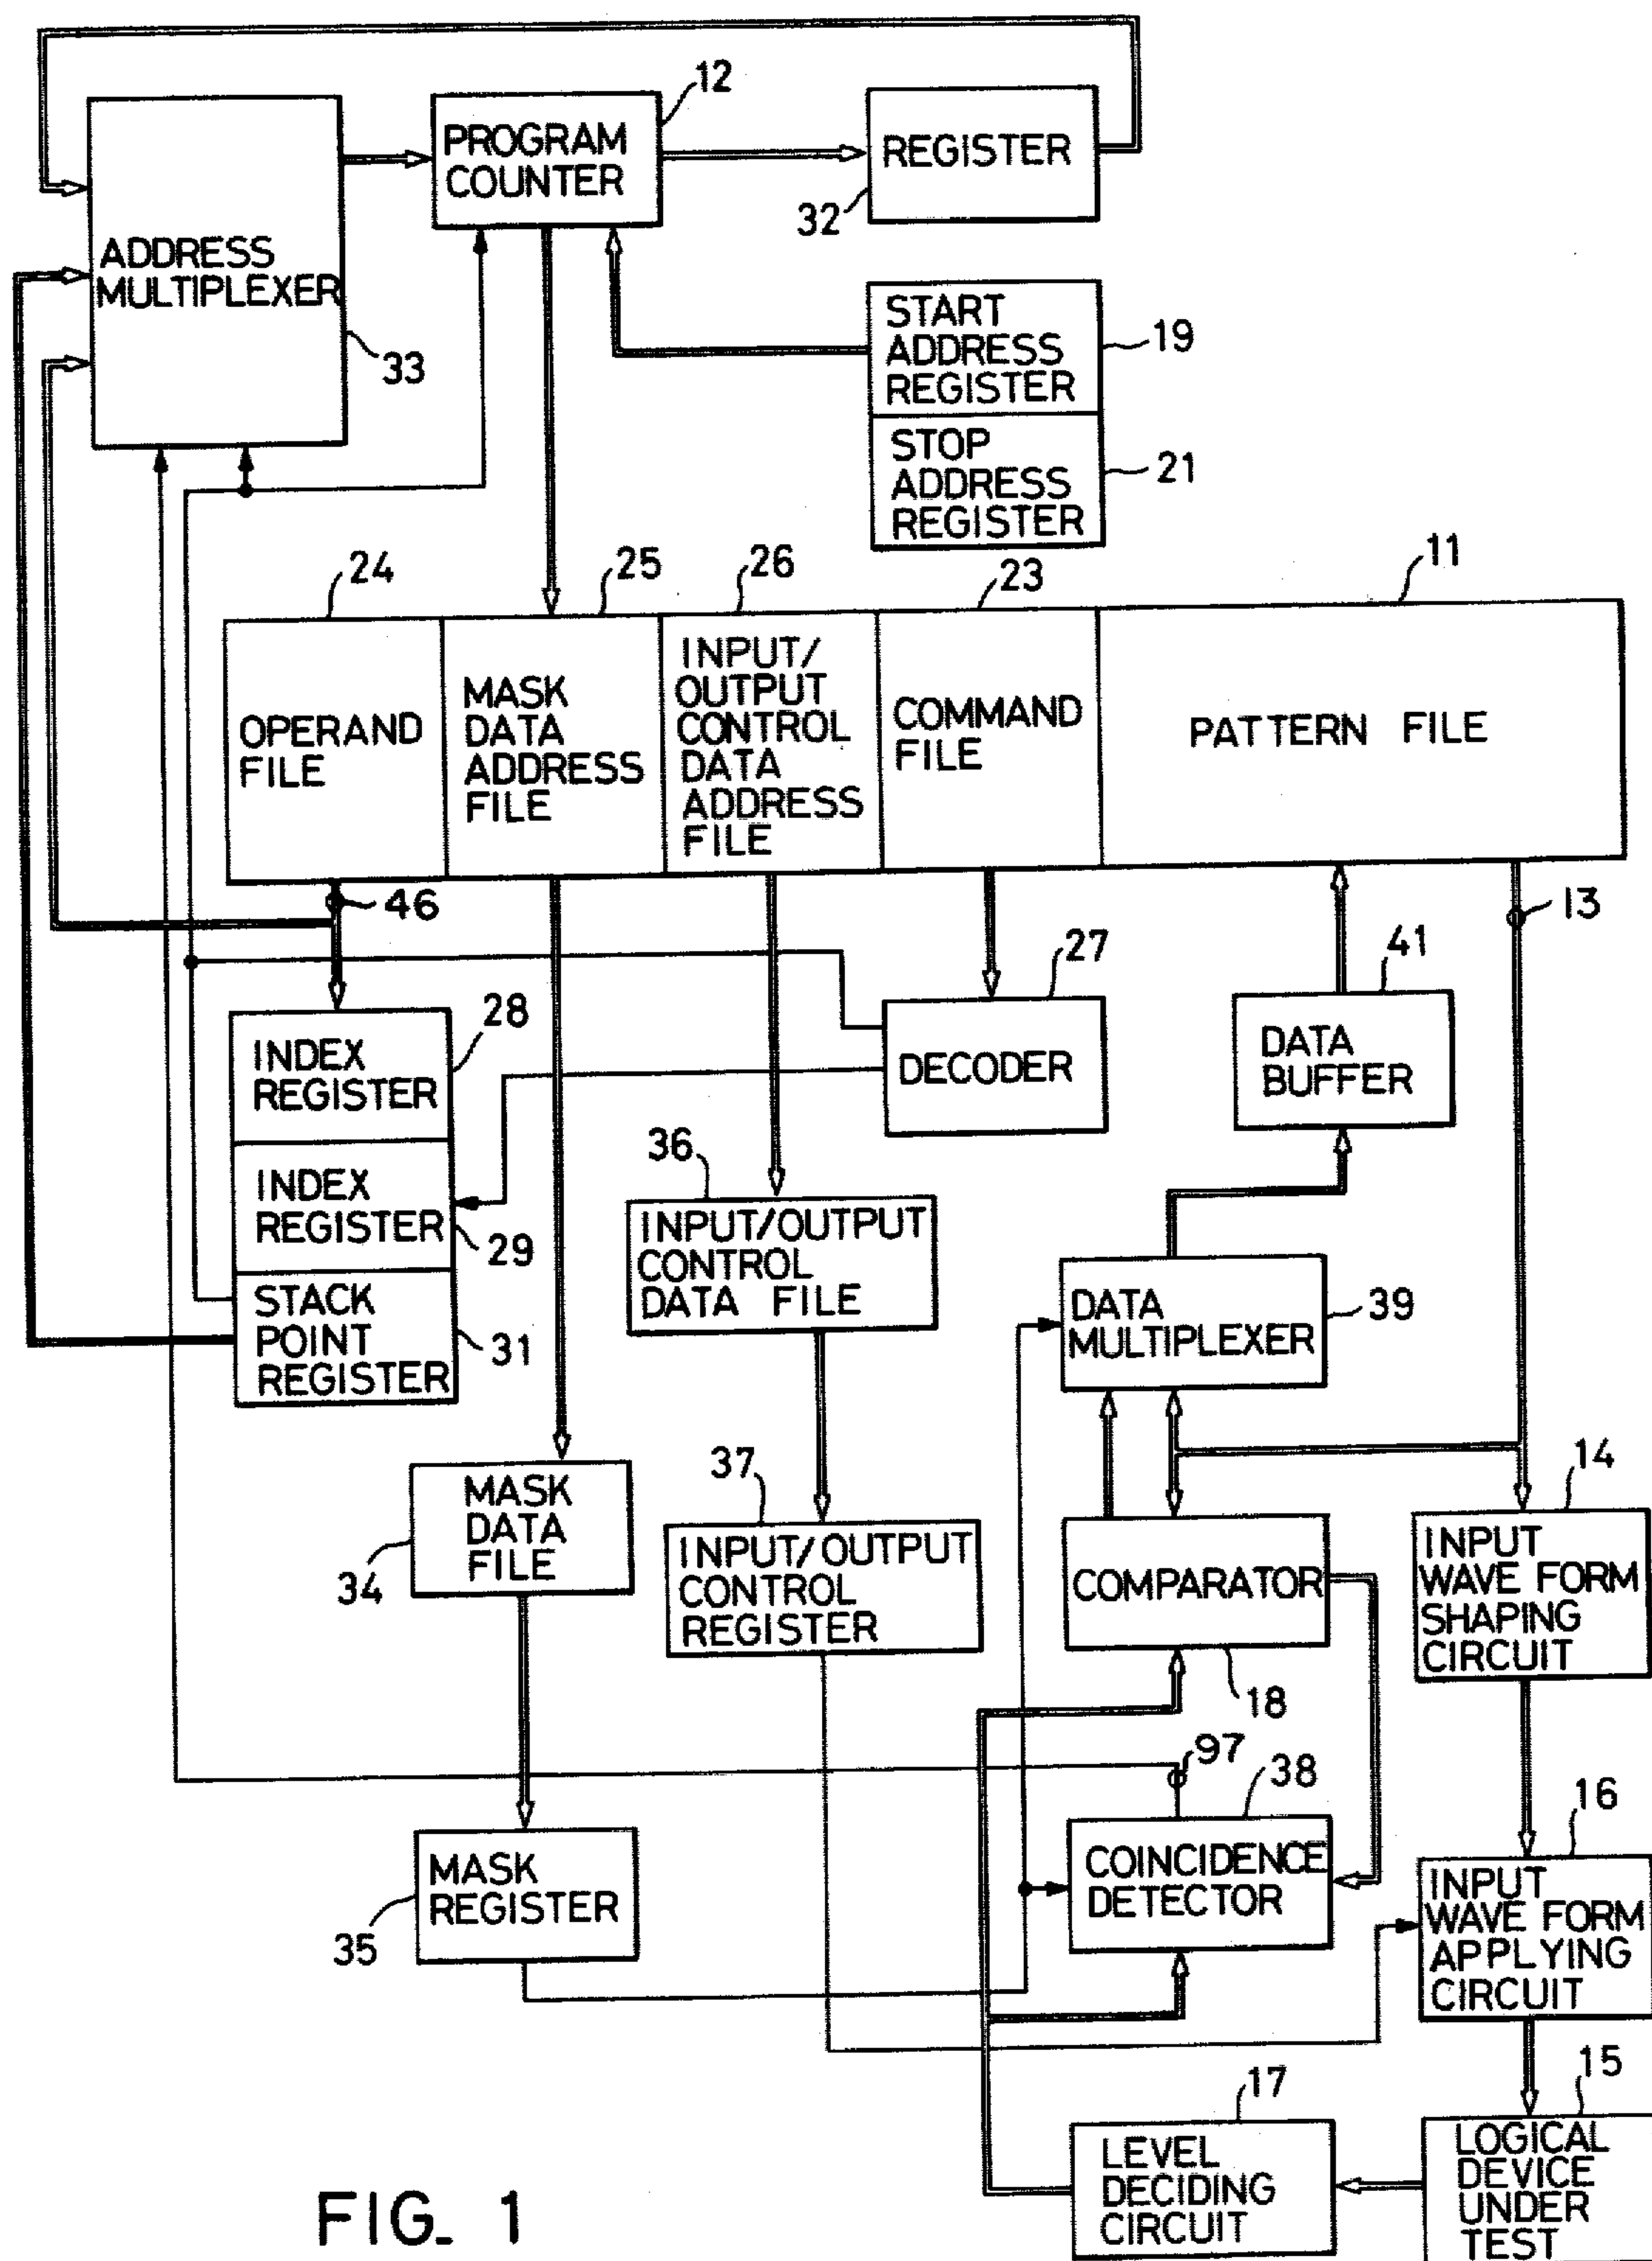 12
PROGRAM
COUNTER
REGISTER
32
ADDRESS
MULTIPLEXER
33
START
ADDRESS
REGISTER
19
STOP
ADDRESS
REGISTER
21
24
25
26
23
11
OPERAND
FILE
MASK
DATA
ADDRESS
FILE
INPUT/
OUTPUT
CONTROL
DATA
ADDRESS
FILE
COMMAND
FILE
PATTERN FILE
46
13
27
41
28
INDEX
REGISTER
DECODER
DATA
BUFFER
INDEX
REGISTER
29
36
INPUT/OUTPUT
CONTROL
DATA FILE
STACK
POINT
REGISTER
31
DATA
MULTIPLEXER
39
37
14
MASK
DATA
FILE
34
INPUT/OUTPUT
CONTROL
REGISTER
COMPARATOR
18
INPUT
WAVE FORM
SHAPING
CIRCUIT
97
38
16
MASK
REGISTER
35
COINCIDENCE
DETECTOR
INPUT
WAVE FORM
APPLYING
CIRCUIT
17
15
LEVEL
DECIDING
CIRCUIT
LOGICAL
DEVICE
UNDER
TEST
FIG. 1